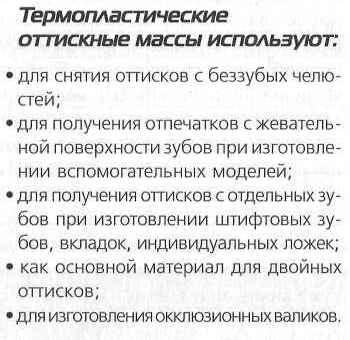 Термопластические
оттискные массы используют:
• для снятия оттисков с беззубых челю-
стей;
• для получения отпечатков с жеватель-
ной поверхности зубов при изготовле-
нии вспомогательных моделей;
• для получения оттисков с отдельных зу-
бов при изготовлении штифтовых зу-
бов, вкладок, индивидуальных ложек;
• как основной материал для двойных
оттисков;
• для изготовления окклюзионных валиков.